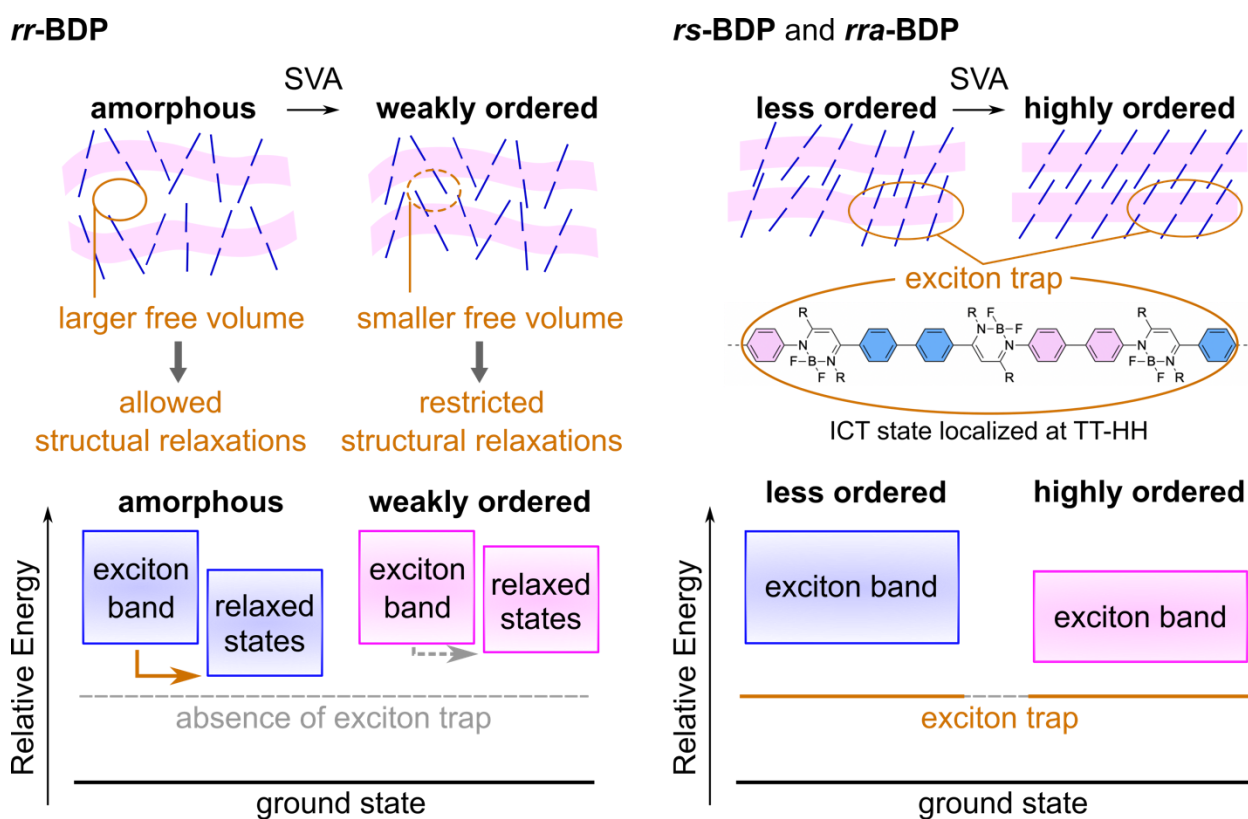 rr-BDP
SVA
amorphous
weakly ordered
larger free volume
smaller free volume
allowed
structual relaxations
restricted
structural relaxations
amorphous
weakly ordered
Relative Energy
exciton
band
relaxed
states
exciton
band
relaxed
states
absence of exciton trap
ground state
rs-BDP and rra-BDP
SVA
less ordered
highly ordered
exciton trap
R
N
N
F
B
F
R
R
N
B
F
F
N
R
R
N
N
F
B
F
R
ICT state localized at TT-HH
less ordered
highly ordered
Relative Energy
exciton band
exciton band
exciton trap
ground state